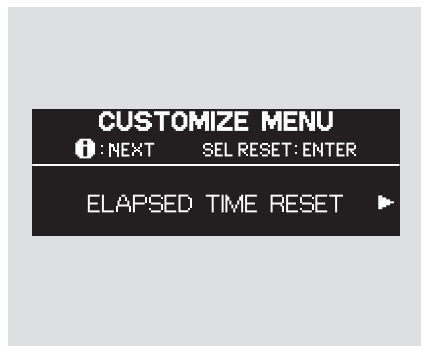 CUSTOMIZE MENU
i : NEXT SEL RESET : ENTER
ELAPSED TIME RESET ►